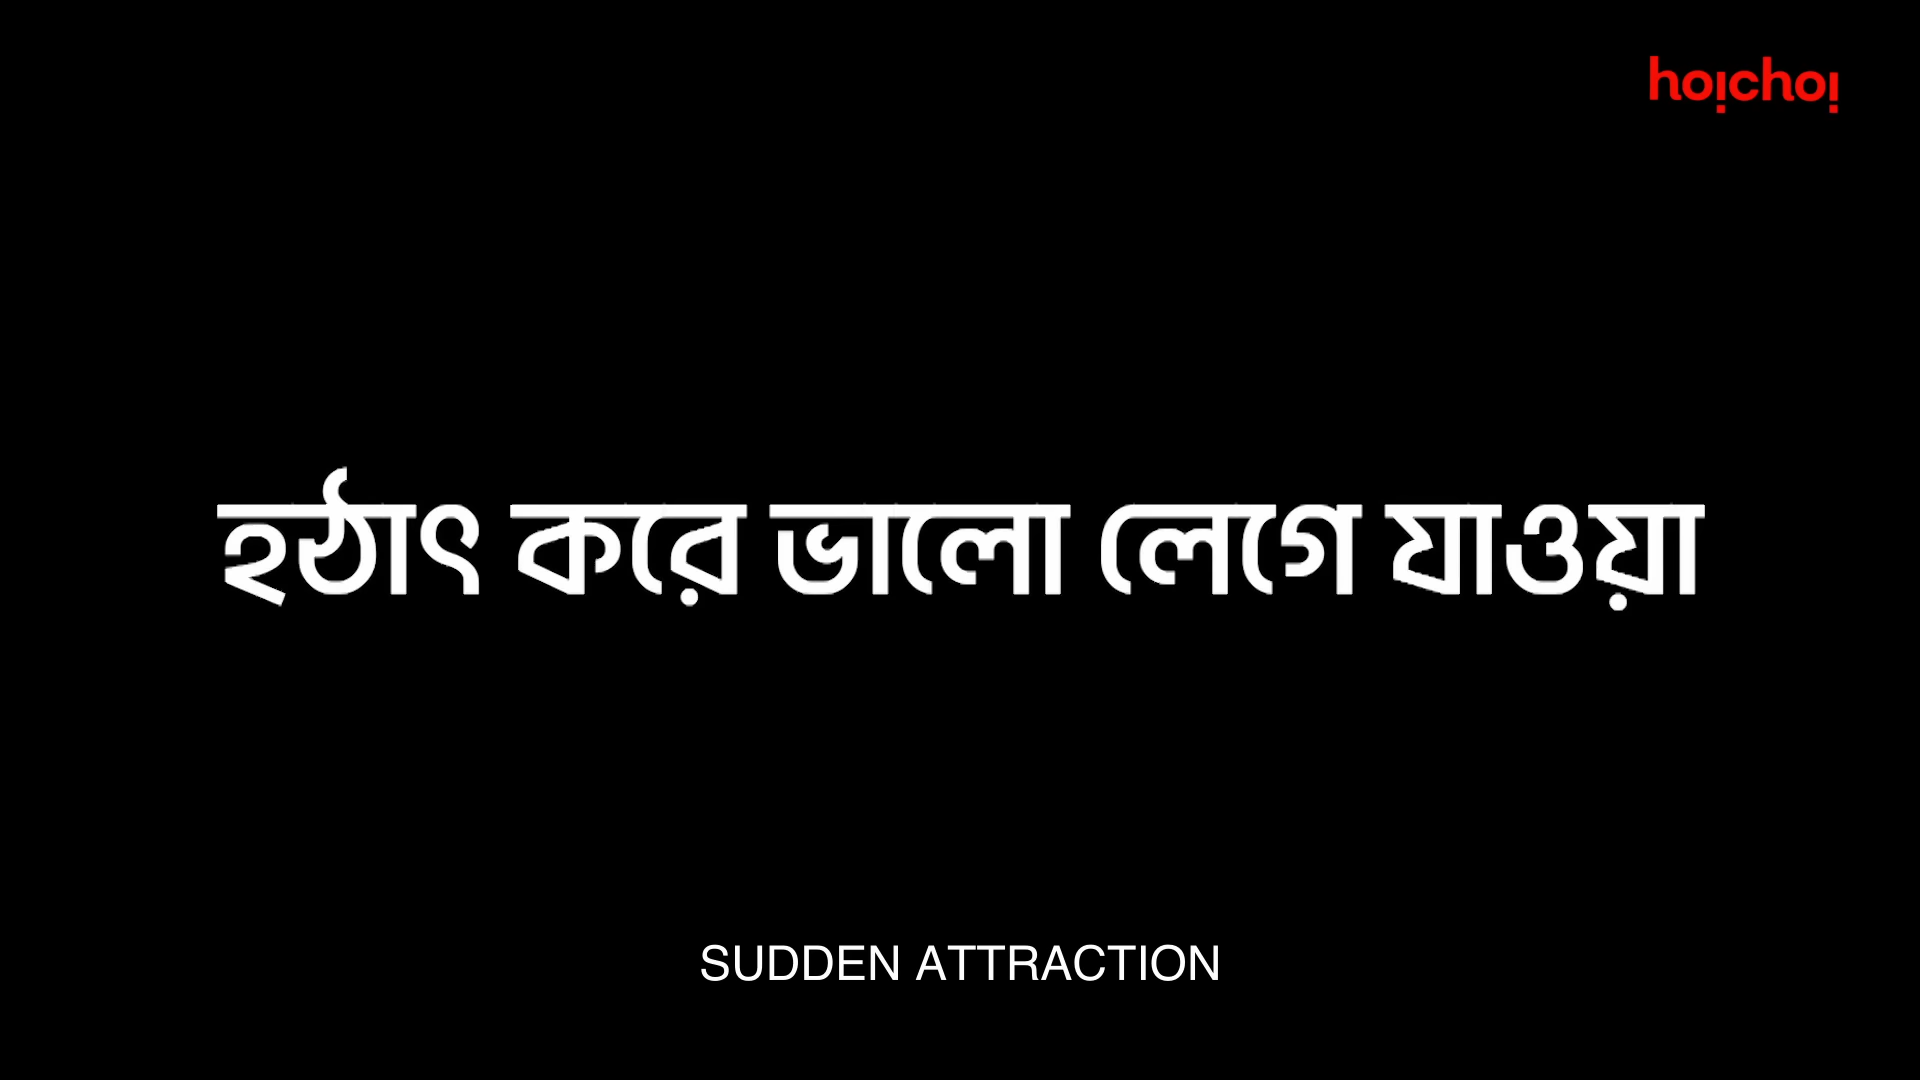 hoichoi
হঠাৎ করে ভালো লেগে যাওয়া
SUDDEN ATTRACTION